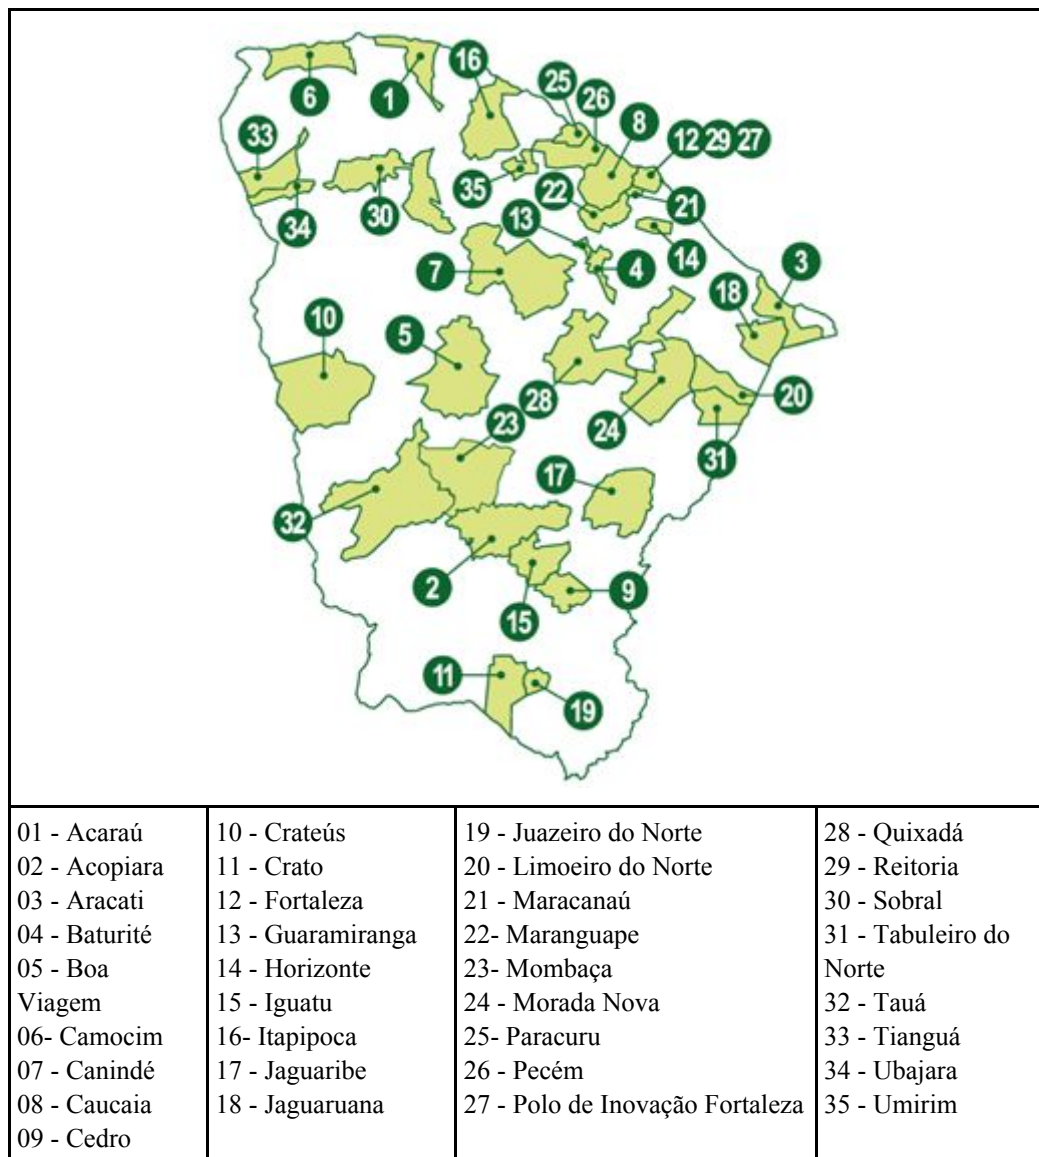 16
25
26
8
12 29 27
6
1
33
35
22
21
30
34
13
14
7
4
3
18
10
5
28
20
23
24
31
17
32
2
15
9
11
19
01 - Acaraú
02 - Acopiara
03 - Aracati
04 - Baturité
05 - Boa
Viagem
06- Camocim
07 - Canindé
08 - Caucaia
09 - Cedro
10 - Crateús
11 - Crato
12 - Fortaleza
13 - Guaramiranga
14 - Horizonte
15 - Iguatu
16- Itapipoca
17 - Jaguaribe
18 - Jaguaruana
19 - Juazeiro do Norte
20 - Limoeiro do Norte
21 - Maracanaú
22- Maranguape
23- Mombaça
24 - Morada Nova
25- Paracuru
26 - Pecém
27 - Polo de Inovação Fortaleza
28 - Quixadá
29 - Reitoria
30 - Sobral
31 - Tabuleiro do
Norte
32 - Tauá
33 - Tianguá
34 - Ubajara
35 - Umirim